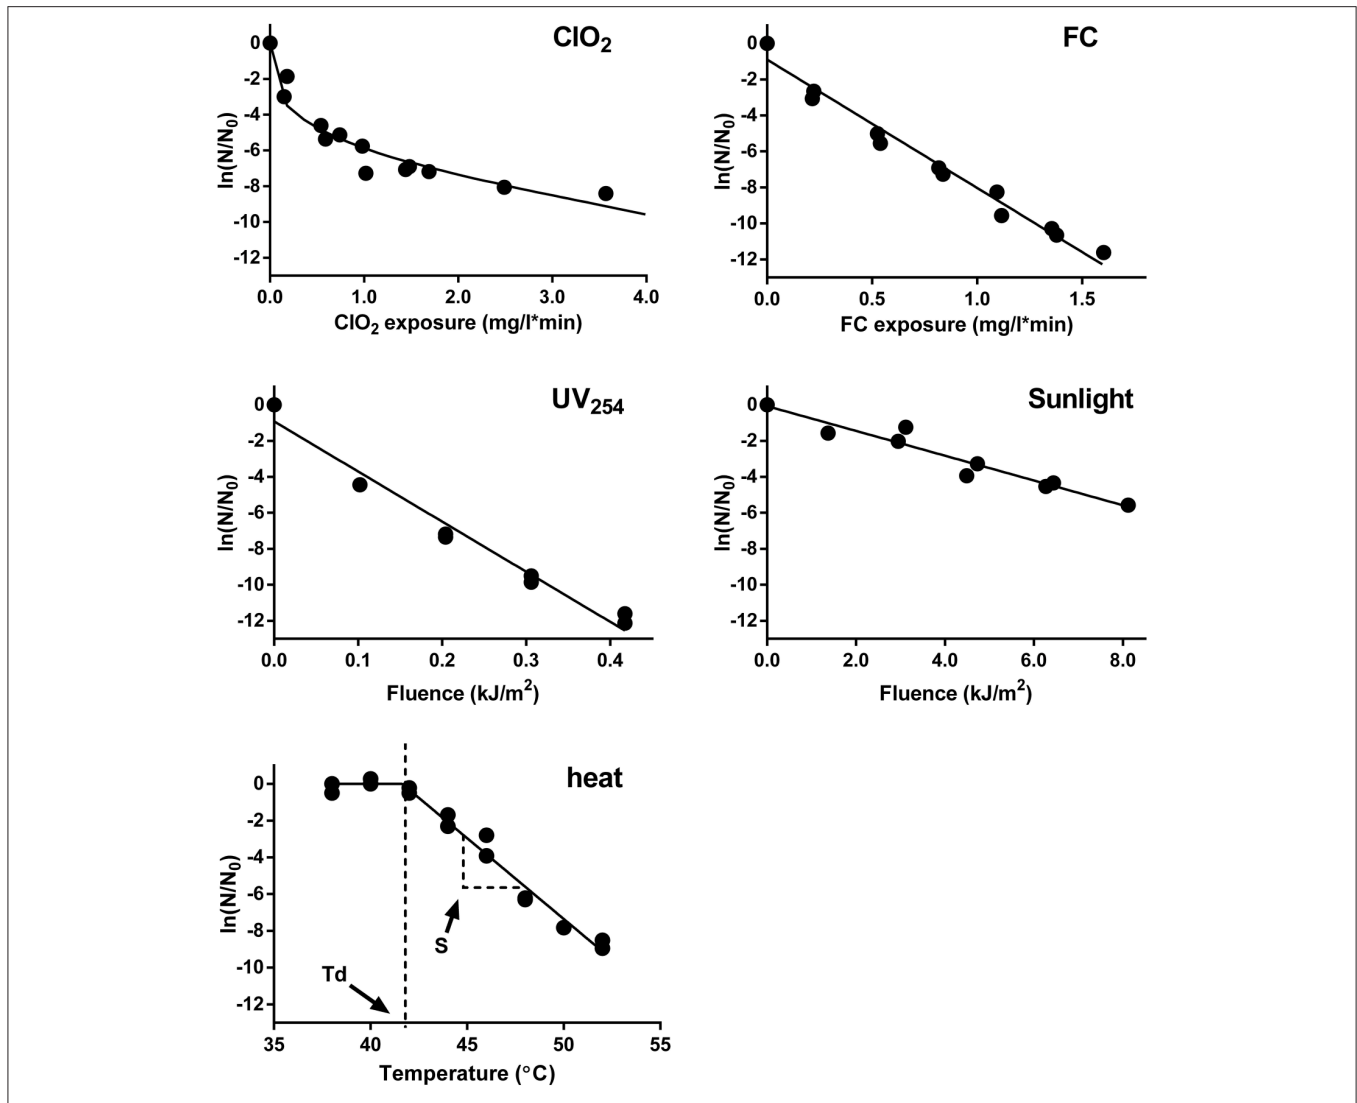 ClO2
0
-2
-4
-6
-8
-10
-12
ln(N/N0)
0.0 1.0 2.0 3.0 4.0
ClO2 exposure (mg/l*min)
FC
0
-2
-4
-6
-8
-10
-12
ln(N/N0)
0.0 0.5 1.0 1.5
FC exposure (mg/l*min)
UV254
0
-2
-4
-6
-8
-10
-12
ln(N/N0)
0.0 0.1 0.2 0.3 0.4
Fluence (kJ/m2)
Sunlight
0
-2
-4
-6
-8
-10
-12
ln(N/N0)
0.0 2.0 4.0 6.0 8.0
Fluence (kJ/m2)
heat
0
-2
-4
-6
-8
-10
-12
ln(N/N0)
S
Td
35 40 45 50 55
Temperature (°C)